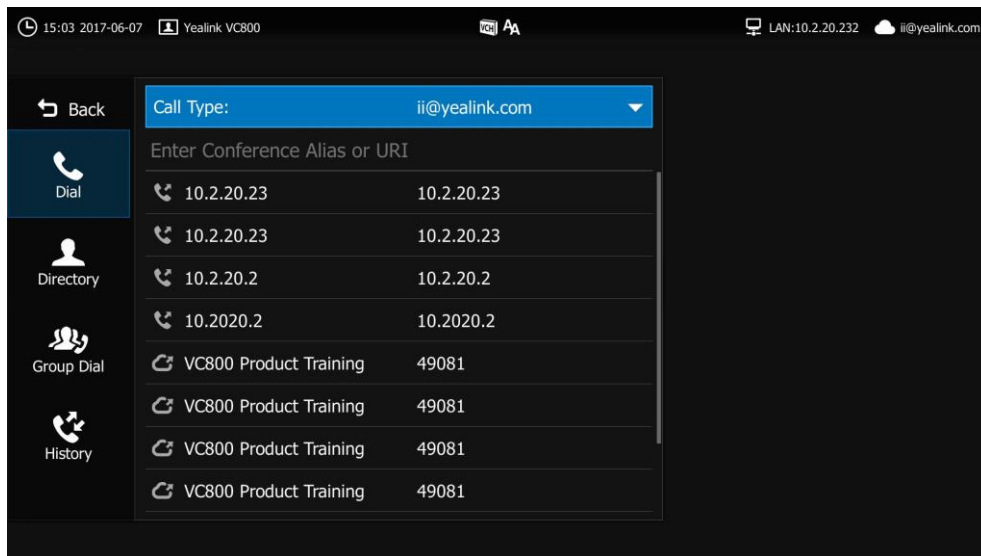 15:03 2017-06-07 Yealink VC800 VCH AA LAN:10.2.20.232 ii@yealink.com
Back
Call Type: ii@yealink.com
Enter Conference Alias or URI
Dial
10.2.20.23 10.2.20.23
10.2.20.23 10.2.20.23
Directory
10.2.20.2 10.2.20.2
10.2020.2 10.2020.2
Group Dial
VC800 Product Training 49081
VC800 Product Training 49081
History
VC800 Product Training 49081
VC800 Product Training 49081